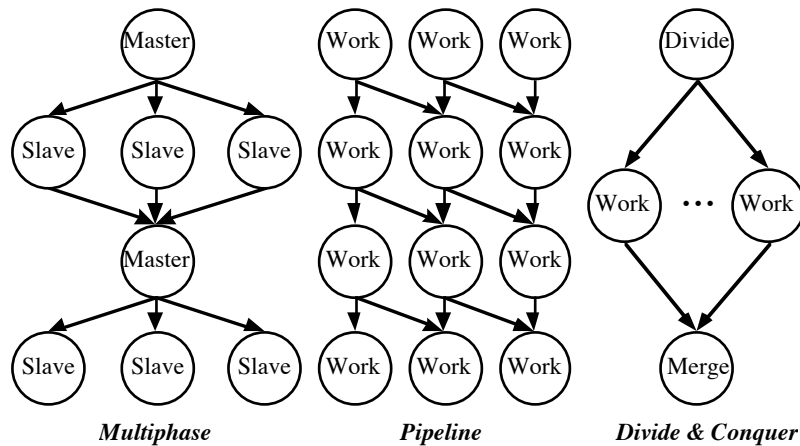 Master Work Work Work Divide
Slave Slave Slave Work Work Work
Work ... Work
Master Work Work Work
Slave Slave Slave Work Work Work Merge
Multiphase Pipeline Divide & Conquer